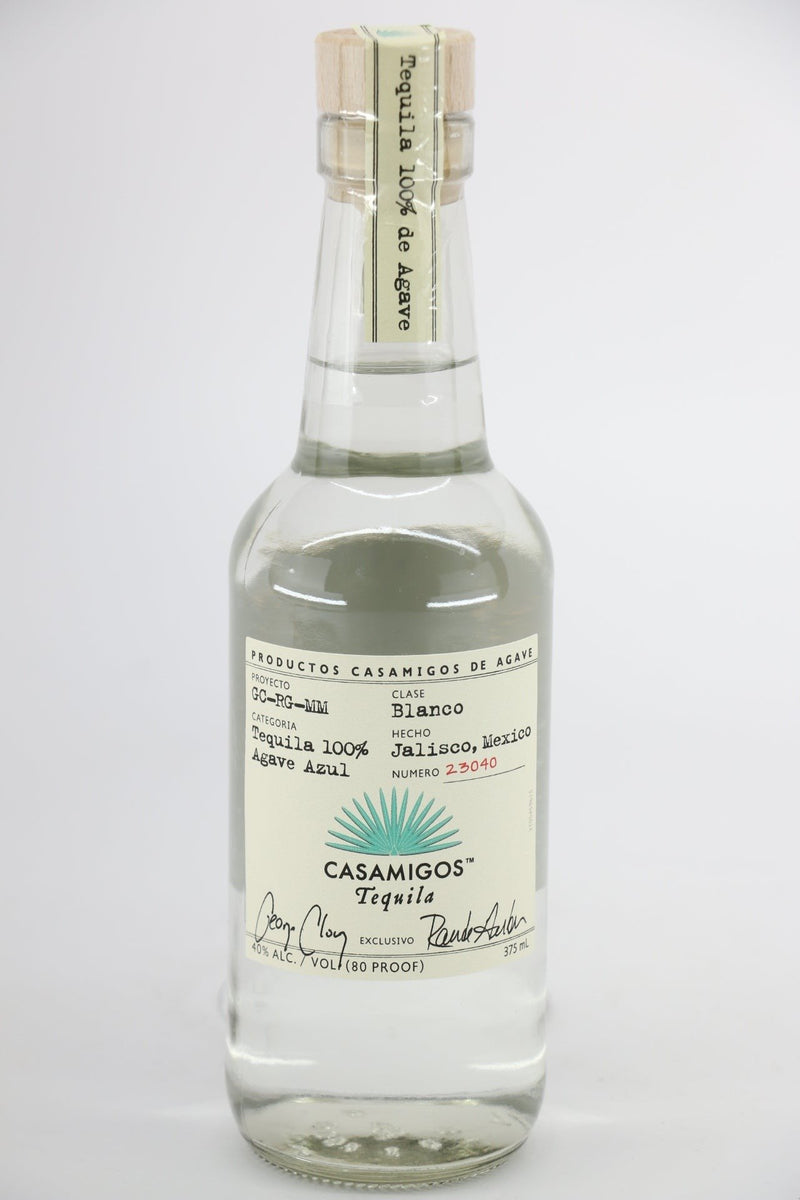 Tequila 100% de Agave
PRODUCTOS CASAMIGOS DE AGAVE
PROYECTO
GC-RG-MM
CATEGORIA
Tequila 100%
Agave Azul
CLASE
Blanco
HECHO
Jalisco, Mexico
NUMERO 23040
CASAMIGOS™
Tequila
EXCLUSIVO
40% ALC. / VOL. (80 PROOF)
375 mL